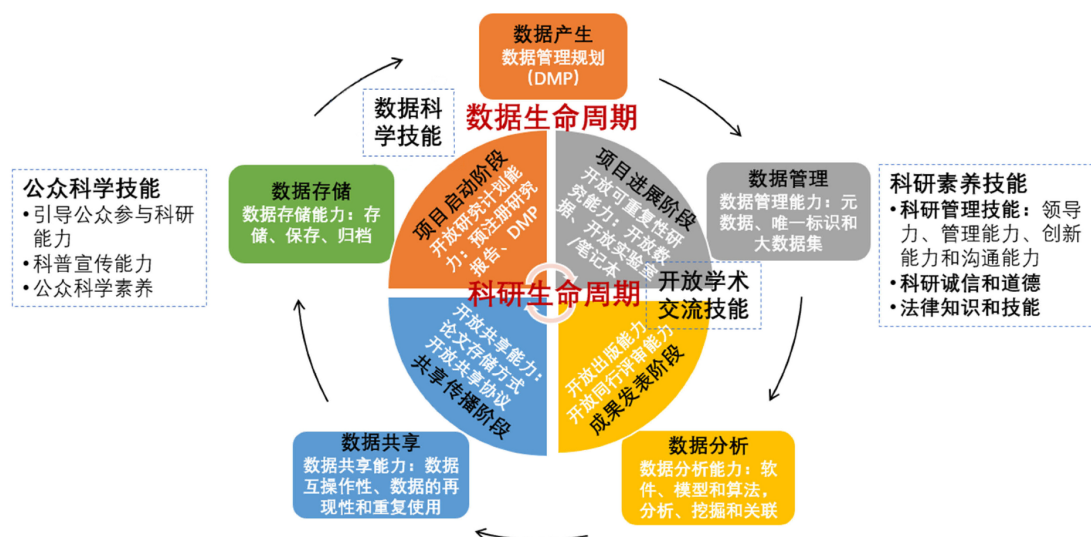 数据产生
数据管理规划
(DMP)
数据科
学技能
数据生命周期
数据存储
数据存储能力：存
储、保存、归档
数据管理
数据管理能力：元
数据、唯一标识和
大数据集
公众科学技能
•引导公众参与科研
能力
•科普宣传能力
•公众科学素养
科研素养技能
•科研管理技能：领导
力、管理能力、创新
能力和沟通能力
•科研诚信和道德
•法律知识和技能
项目启动阶段
开放研究计划能
力：预注册研究
报告、DMP
项目进展阶段
开放可重复性研
究能力：开放数
据、开放实验室
/笔记本
科研生命周期
开放学术
交流技能
开放共享能力：
论文存储方式
开放共享协议
共享传播阶段
开放出版能力
开放同行评审能力
成果发表阶段
数据共享
数据共享能力：数据
互操作性、数据的再
现性和重复使用
数据分析
数据分析能力：软
件、模型和算法，
分析、挖掘和关联